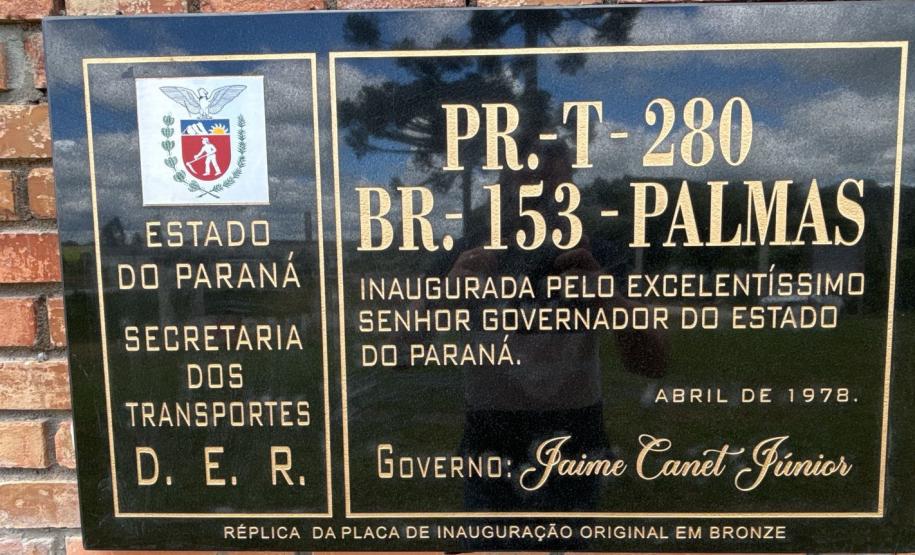 ESTADO
DO PARANÁ
SECRETARIA
DOS
TRANSPORTES
D. E. R.
PR.-T-280
BR.-153-PALMAS
INAUGURADA PELO EXCELENTÍSSIMO
SENHOR GOVERNADOR DO ESTADO
DO PARANÁ.
ABRIL DE 1978.
GOVERNO: Jaime Canet Júnior
RÉPLICA DA PLACA DE INAUGURAÇÃO ORIGINAL EM BRONZE